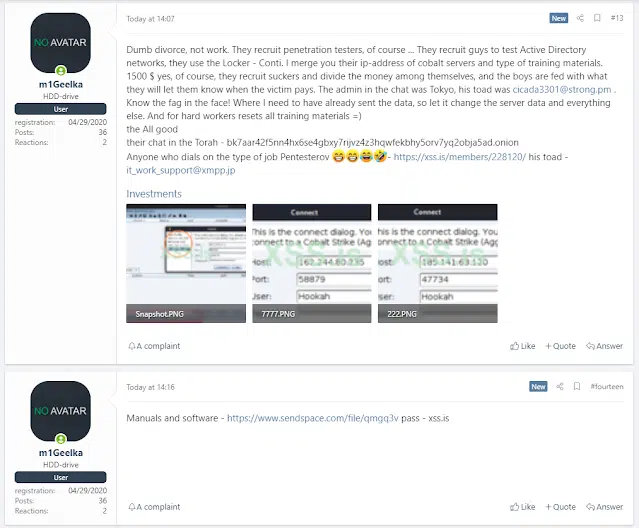 Today at 14:07
New
#13
NO AVATAR
m1Geelka
HDD-drive
User
registration: 04/29/2020
Posts: 36
Reactions: 2
Dumb divorce, not work. They recruit penetration testers, of course ... They recruit guys to test Active Directory
networks, they use the Locker - Conti. I merge you their ip-address of cobalt servers and type of training materials.
1500 $ yes, of course, they recruit suckers and divide the money among themselves, and the boys are fed with what
they will let them know when the victim pays. The admin in the chat was Tokyo, his toad was cicada3301@strong.pm .
Know the fag in the face! Where I need to have already sent the data, so let it change the server data and everything
else. And for hard workers resets all training materials =)
the All good
their chat in the Torah - bk7aar42f5nn4hx6se4gbxy7rijvz4z3hqwfekbhy5orv7yq2obja5ad.onion
Anyone who dials on the type of job Pentesterov - https://xss.is/members/228120/ his toad -
it_work_support@xmpp.jp
Investments
Snapshot.PNG
Connect
This is the connect dialog. You
connect to a Cobalt Strike (Ag
Host: 162.244.80.235
Port: 58879
User: Hookah
7777.PNG
Connect
his is the connect dialog. You
onnect to a Cobalt Strike (Agg
ost: 185.141.63.120
ort: 47734
ser: Hookah
222.PNG
XSS.is
A complaint
Like
+ Quote
Answer
Today at 14:16
New
#fourteen
NO AVATAR
m1Geelka
HDD-drive
User
registration: 04/29/2020
Posts: 36
Reactions: 2
Manuals and software - https://www.sendspace.com/file/qmgq3v pass - xss.is
A complaint
Like
+ Quote
Answer